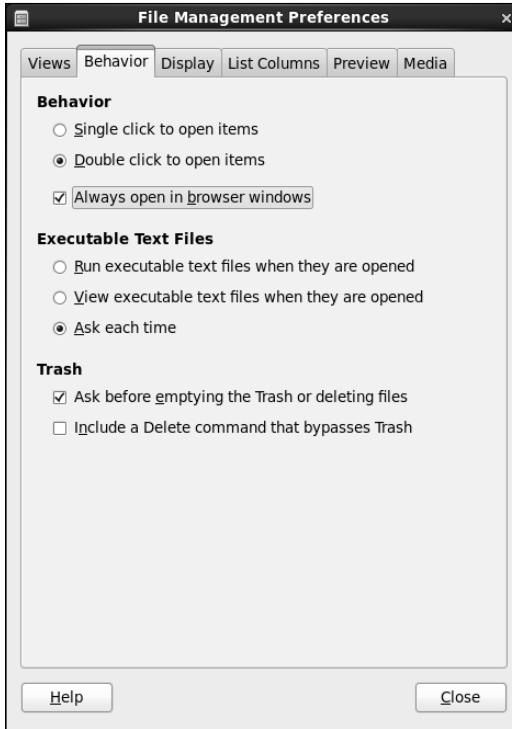 File Management Preferences
Views Behavior Display List Columns Preview Media
Behavior
Single click to open items
Double click to open items
Always open in browser windows
Executable Text Files
Run executable text files when they are opened
View executable text files when they are opened
Ask each time
Trash
Ask before emptying the Trash or deleting files
Include a Delete command that bypasses Trash
Help Close